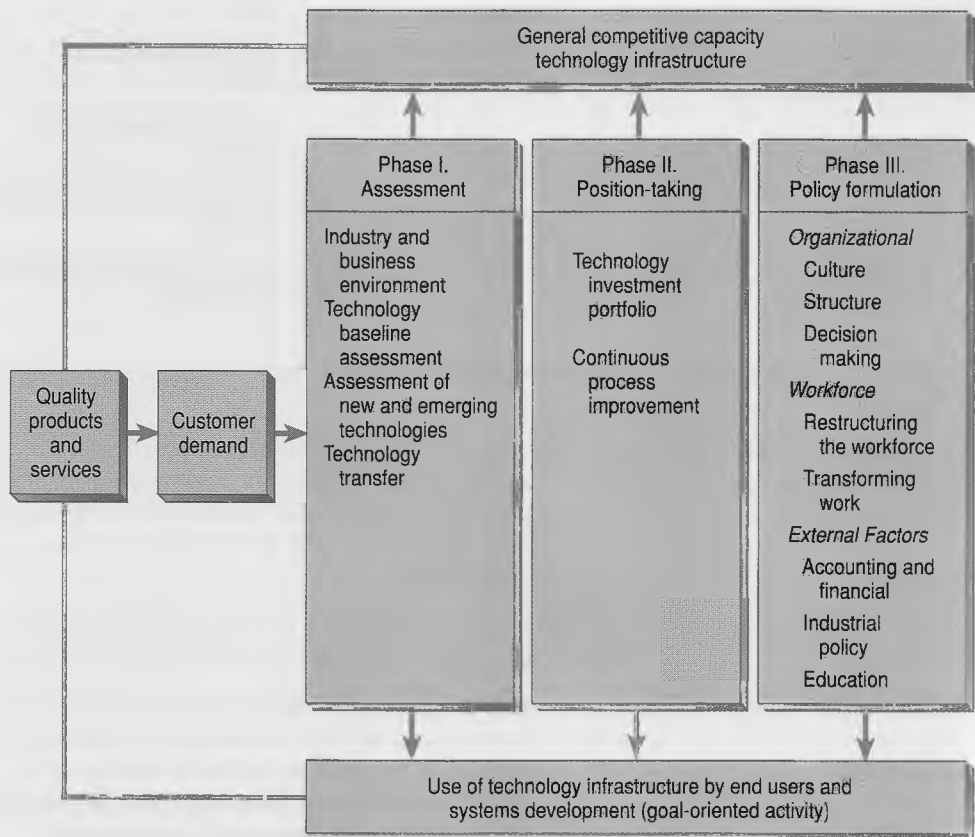 General competitive capacity
technology infrastructure
Phase I.
Assessment
Industry and
business
environment
Technology
baseline
assessment
Assessment of
new and emerging
technologies
Technology
transfer
Phase II.
Position-taking
Technology
investment
portfolio
Continuous
process
improvement
Phase III.
Policy formulation
Organizational
Culture
Structure
Decision
making
Workforce
Restructuring
the workforce
Transforming
work
External Factors
Accounting and
financial
Industrial
policy
Education
Quality
products
and
services
Customer
demand
Use of technology infrastructure by end users and
systems development (goal-oriented activity)